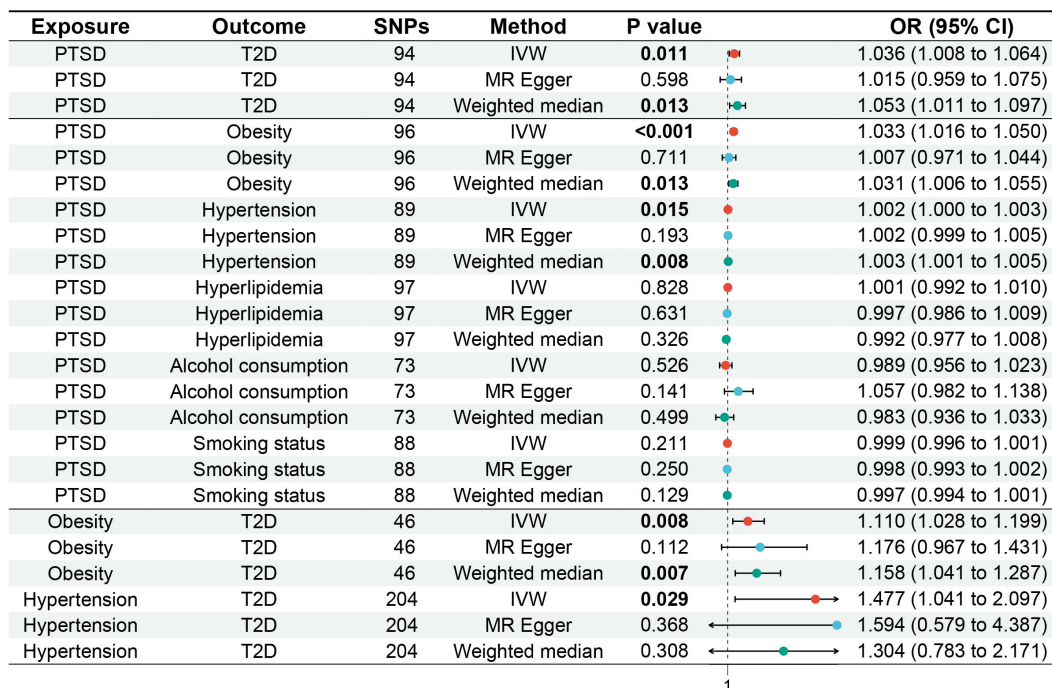 Exposure Outcome SNPs Method P value OR (95% CI)
PTSD T2D 94 IVW 0.011 1.036 (1.008 to 1.064)
PTSD T2D 94 MR Egger 0.598 1.015 (0.959 to 1.075)
PTSD T2D 94 Weighted median 0.013 1.053 (1.011 to 1.097)
PTSD Obesity 96 IVW <0.001 1.033 (1.016 to 1.050)
PTSD Obesity 96 MR Egger 0.711 1.007 (0.971 to 1.044)
PTSD Obesity 96 Weighted median 0.013 1.031 (1.006 to 1.055)
PTSD Hypertension 89 IVW 0.015 1.002 (1.000 to 1.003)
PTSD Hypertension 89 MR Egger 0.193 1.002 (0.999 to 1.005)
PTSD Hypertension 89 Weighted median 0.008 1.003 (1.001 to 1.005)
PTSD Hyperlipidemia 97 IVW 0.828 1.001 (0.992 to 1.010)
PTSD Hyperlipidemia 97 MR Egger 0.631 0.997 (0.986 to 1.009)
PTSD Hyperlipidemia 97 Weighted median 0.326 0.992 (0.977 to 1.008)
PTSD Alcohol consumption 73 IVW 0.526 0.989 (0.956 to 1.023)
PTSD Alcohol consumption 73 MR Egger 0.141 1.057 (0.982 to 1.138)
PTSD Alcohol consumption 73 Weighted median 0.499 0.983 (0.936 to 1.033)
PTSD Smoking status 88 IVW 0.211 0.999 (0.996 to 1.001)
PTSD Smoking status 88 MR Egger 0.250 0.998 (0.993 to 1.002)
PTSD Smoking status 88 Weighted median 0.129 0.997 (0.994 to 1.001)
Obesity T2D 46 IVW 0.008 1.110 (1.028 to 1.199)
Obesity T2D 46 MR Egger 0.112 1.176 (0.967 to 1.431)
Obesity T2D 46 Weighted median 0.007 1.158 (1.041 to 1.287)
Hypertension T2D 204 IVW 0.029 1.477 (1.041 to 2.097)
Hypertension T2D 204 MR Egger 0.368 1.594 (0.579 to 4.387)
Hypertension T2D 204 Weighted median 0.308 1.304 (0.783 to 2.171)
1